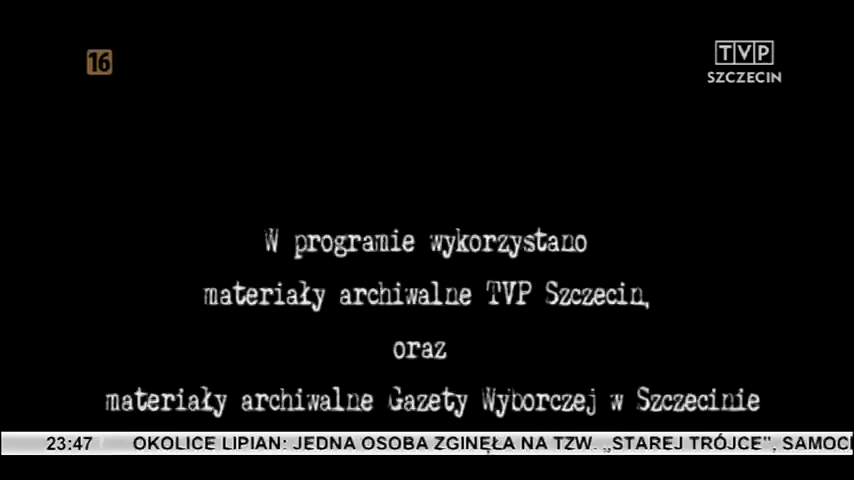 16
TVP
SZCZECIN
W programie wykorzystano
materiały archiwalne TVP Szczecin,
oraz
materiały archiwalne Gazety Wyborczej w Szczecinie
23:47 OKOLICE LIPIAN: JEDNA OSOBA ZGINĘŁA NA TZW. „STAREJ TRÓJCE”,